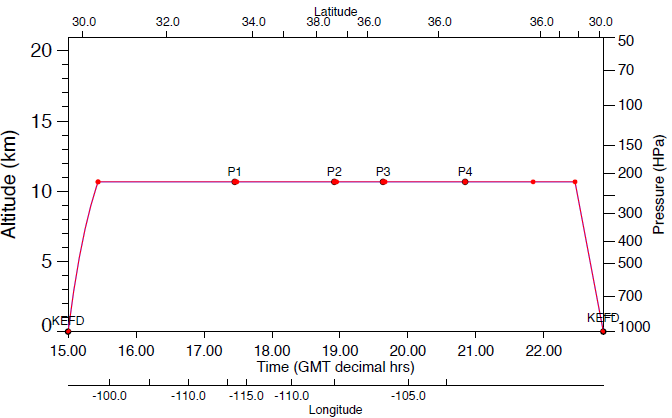 Latitude
30.0 32.0 34.0 38.0 36.0 36.0 36.0 30.0
20
15
10
5
0
Altitude (km)
50
70
100
150
200
300
400
500
700
1000
Pressure (HPa)
P1 P2 P3 P4
KEFD KEFD
15.00 16.00 17.00 18.00 19.00 20.00 21.00 22.00
Time (GMT decimal hrs)
-100.0 -110.0 -115.0 -110.0 -105.0
Longitude